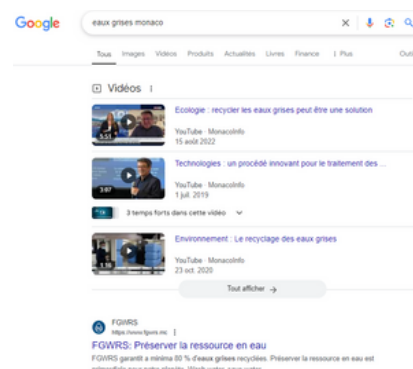 Google
eaux grises monaco
Tous Images Vidéos Produits Actualités Livres Finance Plus Outi
Vidéos
Ecologie : recycler les eaux grises peut être une solution
5:51
YouTube · MonacoInfo
15 août 2022
Technologies : un procédé innovant pour le traitement des ...
3:07
YouTube · MonacoInfo
1 juil. 2019
3 temps forts dans cette vidéo
Environnement : Le recyclage des eaux grises
YouTube · MonacoInfo
23 oct. 2020
Tout afficher →
FGWRS
https://www.fgwrs.mc
FGWRS: Préserver la ressource en eau
FGWRS garantit a minima 80 % d'eaux grises recyclées. Préserver la ressource en eau est